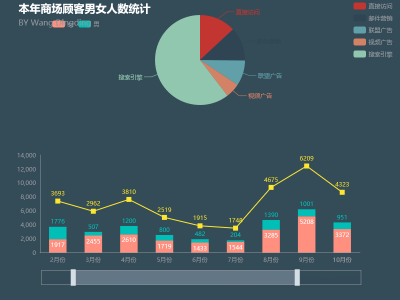 本年商场顾客男女人数统计
BY Wang
女 男
直接访问
邮件营销
联盟广告
视频广告
搜索引擎
直接访问
联盟广告
视频广告
搜索引擎
14,000
12,000
10,000
8,000
6,000
4,000
2,000
0
3693 2962 3810 2519 1915 1748 4675 6209 4323
1776 507 1200 800 482 204 1390 1001 951
1917 2455 2610 1719 1433 1544 3285 5208 3372
2月份 3月份 4月份 5月份 6月份 7月份 8月份 9月份 10月份